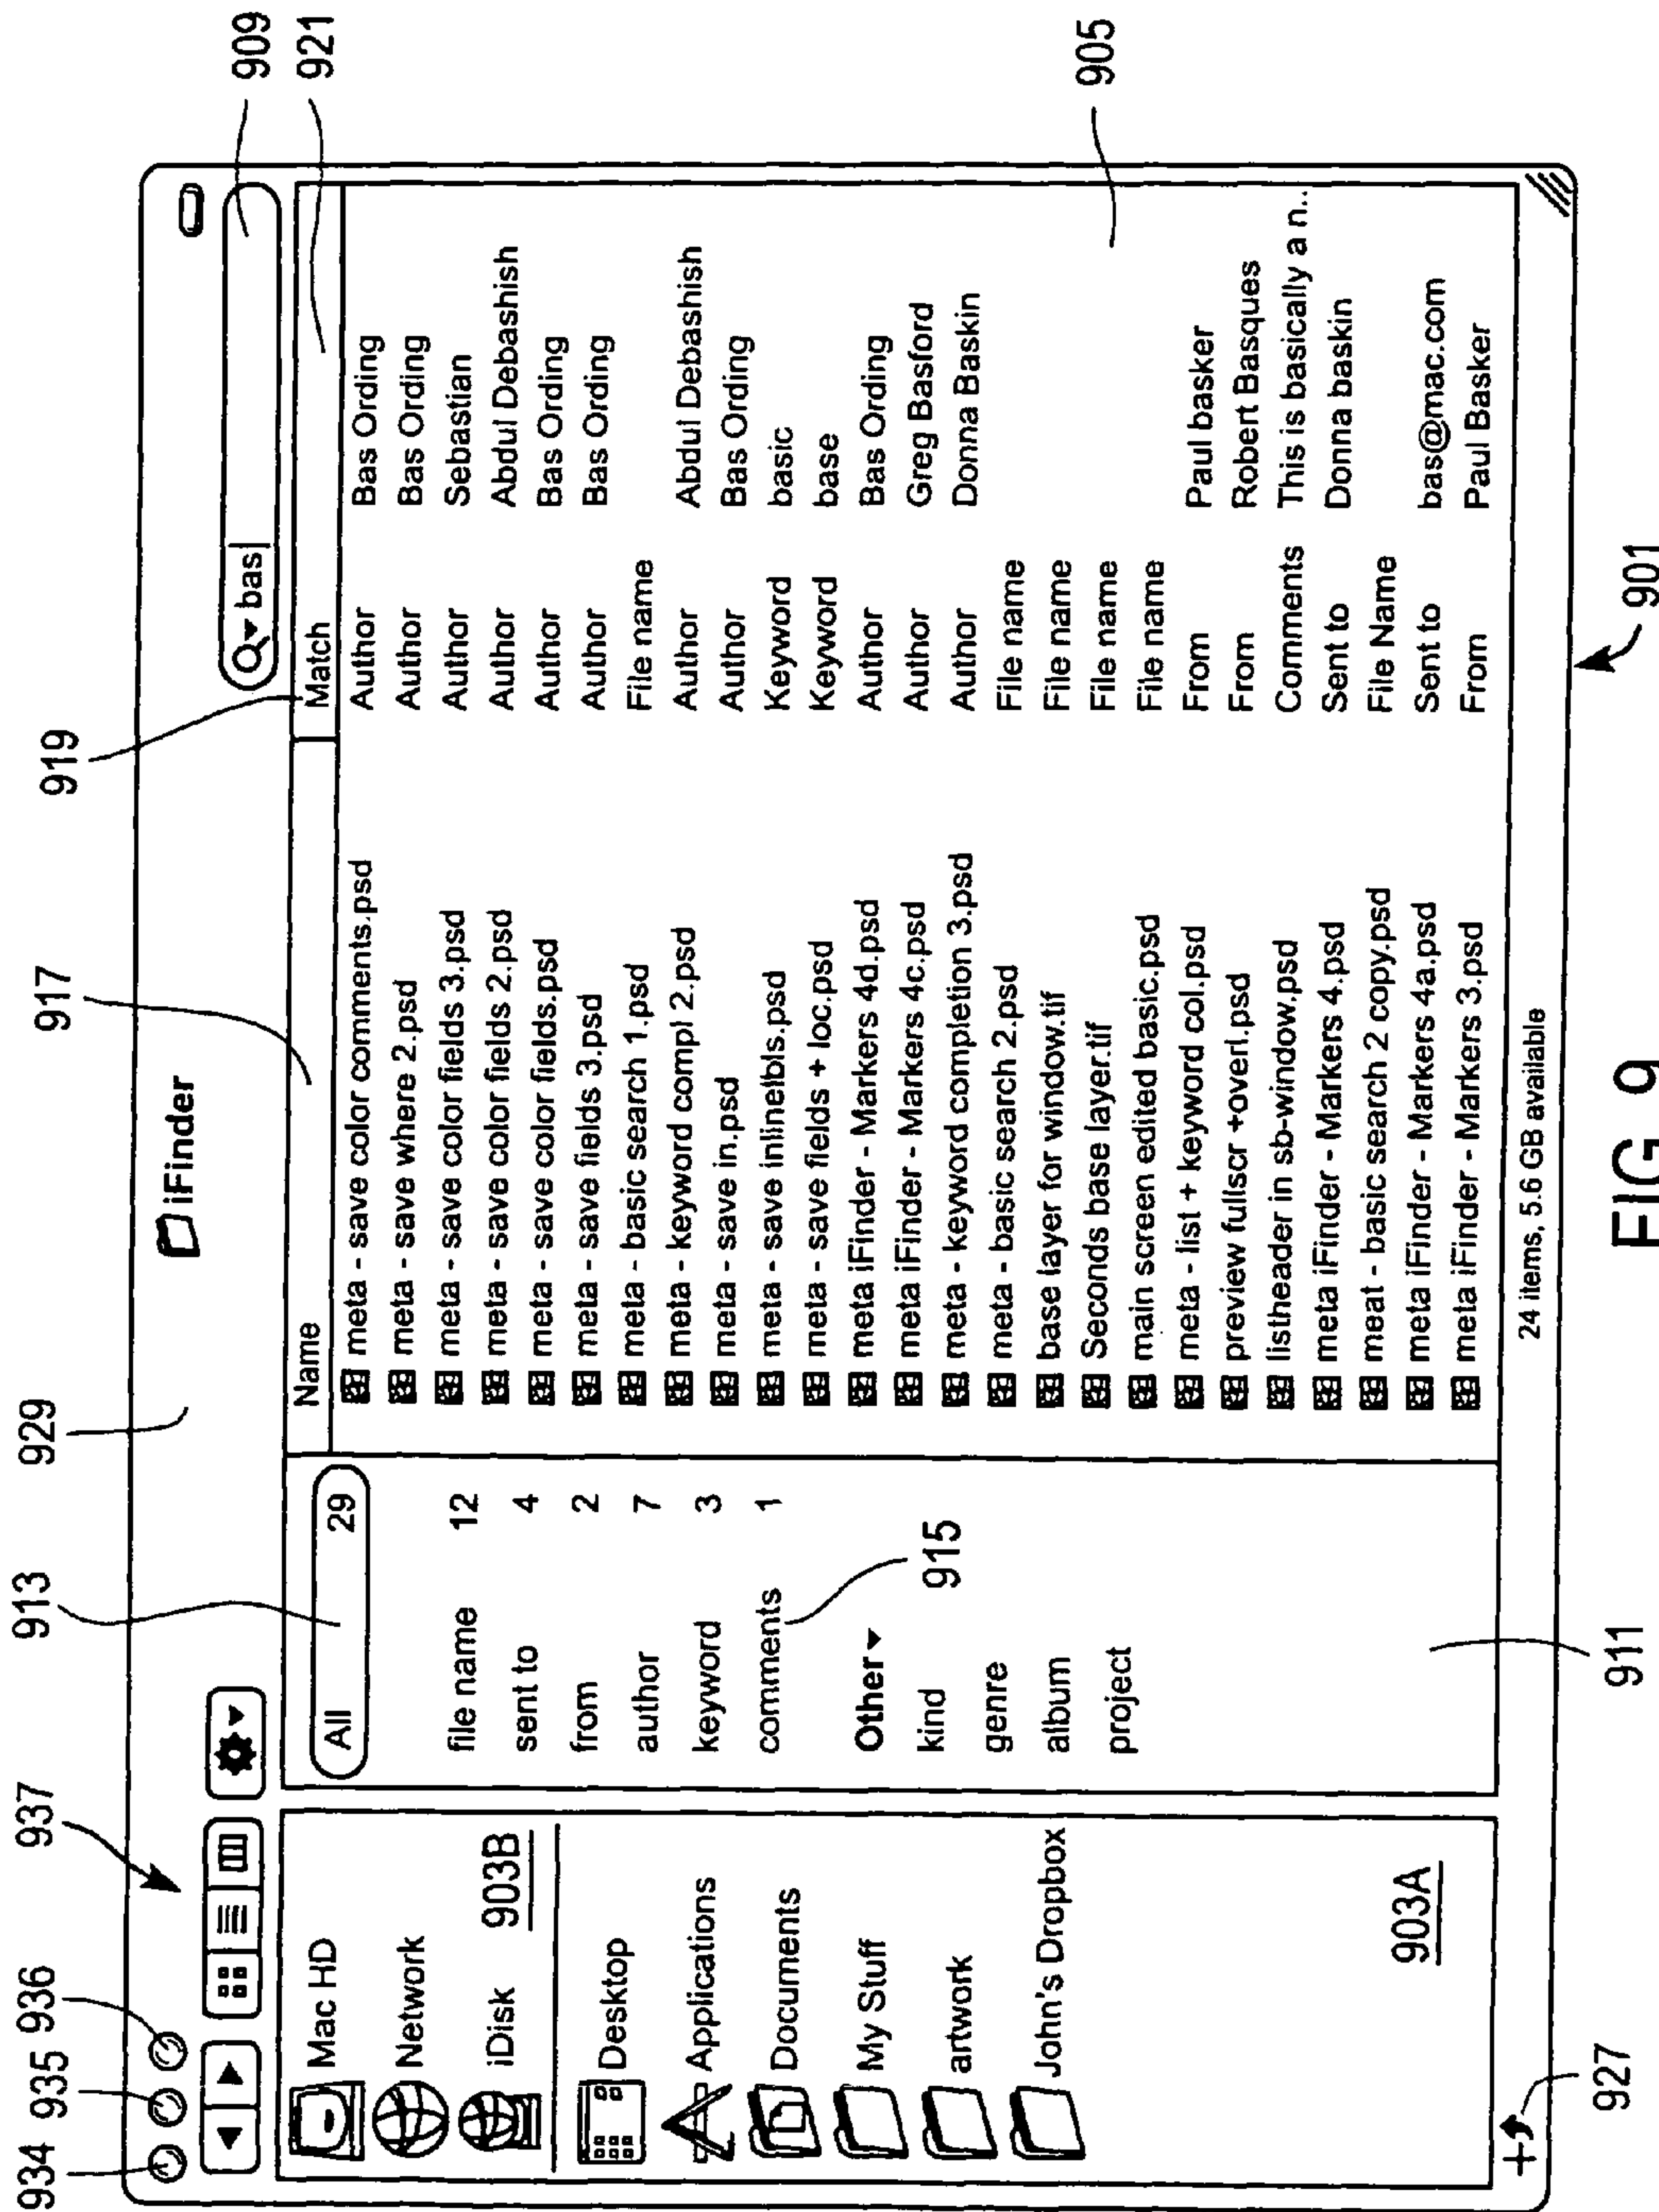 934 935 936 937 913 929 917 919 909 921
iFinder
bas
Name Match
All 29
file name 12
sent to 4
from 2
author 7
keyword 3
comments 1
915
Other
kind
genre
album
project
Mac HD
Network
iDisk 903B
Desktop
Applications
Documents
My Stuff
artwork
John's Dropbox
903A
meta - save color comments.psd Author Bas Ording
meta - save where 2.psd Author Bas Ording
meta - save color fields 3.psd Author Sebastian
meta - save color fields 2.psd Author Abdul Debashish
meta - save color fields.psd Author Bas Ording
meta - save fields 3.psd Author Bas Ording
meta - basic search 1.psd File name
meta - keyword compl 2.psd Author Abdul Debashish
meta - save in.psd Author Bas Ording
meta - save inlinelbls.psd Keyword basic
meta - save fields + loc.psd Keyword base
meta iFinder - Markers 4d.psd Author Bas Ording
meta iFinder - Markers 4c.psd Author Greg Basford
meta - keyword completion 3.psd Author Donna Baskin
meta - basic search 2.psd File name
base layer for window.tif File name
Seconds base layer.tif File name
main screen edited basic.psd File name
meta - list + keyword col.psd From Paul basker
preview fullscr +overl.psd From Robert Basques
listheader in sb-window.psd Comments This is basically a n..
meta iFinder - Markers 4.psd Sent to Donna baskin
meat - basic search 2 copy.psd File Name
meta iFinder - Markers 4a.psd Sent to bas@mac.com
meta iFinder - Markers 3.psd From Paul Basker
905
24 items, 5.6 GB available
927 911 901
FIG 9